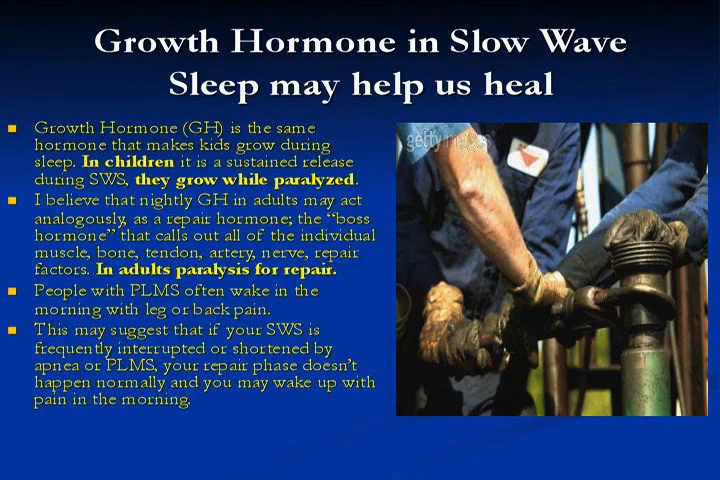 Growth Hormone in Slow Wave
Sleep may help us heal
Growth Hormone (GH) is the same
hormone that makes kids grow during
sleep. In children it is a sustained release
during SWS, they grow while paralyzed.
I believe that nightly GH in adults may act
analogously, as a repair hormone; the “boss
hormone” that calls out all of the individual
muscle, bone, tendon, artery, nerve, repair
factors. In adults paralysis for repair.
People with PLMS often wake in the
morning with leg or back pain.
This may suggest that if your SWS is
frequently interrupted or shortened by
apnea or PLMS, your repair phase doesn’t
happen normally and you may wake up with
pain in the morning.
getty